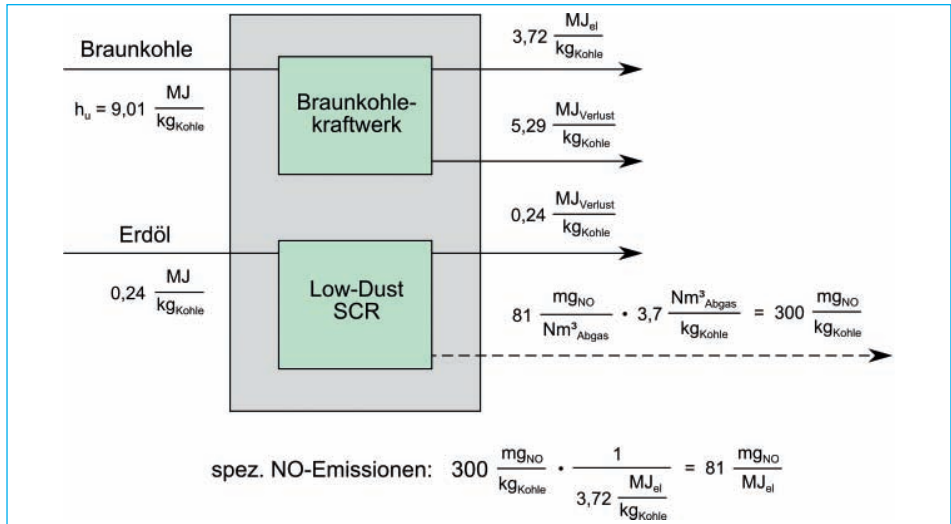 Braunkohle
h_u = 9,01 MJ/kg_Kohle
Braunkohle-
kraftwerk
3,72 MJ_el/kg_Kohle
5,29 MJ_Verlust/kg_Kohle
Erdöl
0,24 MJ/kg_Kohle
Low-Dust
SCR
0,24 MJ_Verlust/kg_Kohle
81 mg_NO/Nm³_Abgas • 3,7 Nm³_Abgas/kg_Kohle = 300 mg_NO/kg_Kohle
spez. NO-Emissionen: 300 mg_NO/kg_Kohle • 1/(3,72 MJ_el/kg_Kohle) = 81 mg_NO/MJ_el